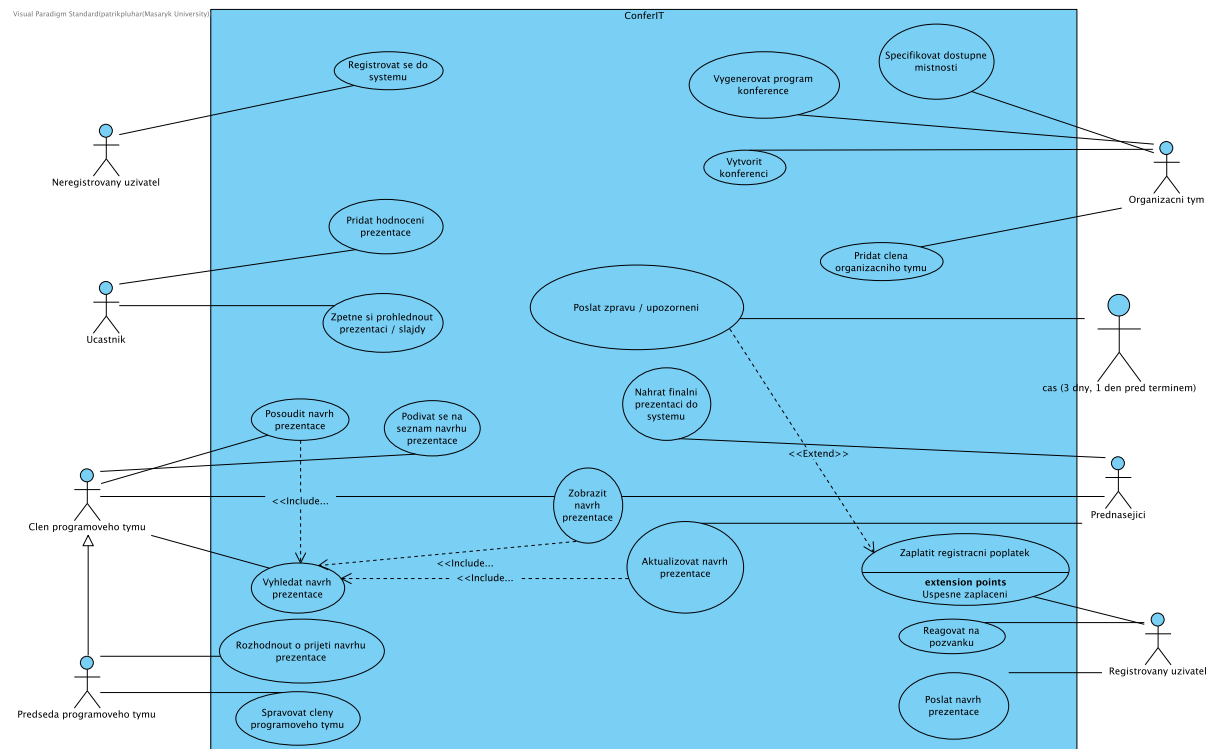 Visual Paradigm Standard(patrikpluhar(Masaryk University)
ConferIT
Registrovat se do
systemu
Vygenerovat program
konference
Specifikovat dostupne
mistnosti
Neregistrovany uzivatel
Vytvorit
konferenci
Organizacni tym
Pridat hodnoceni
prezentace
Pridat clena
organizacniho tymu
Ucastnik
Zpetne si prohlednout
prezentaci / slajdy
Poslat zpravu / upozorneni
cas (3 dny, 1 den pred terminem)
Nahrat finalni
prezentaci do
systemu
Posoudit navrh
prezentace
Podivat se na
seznam navrhu
prezentace
<<Extend>>
Clen programoveho tymu
<<Include...
Zobrazit
navrh
prezentace
Prednasejici
<<Include...
<<Include...
Aktualizovat navrh
prezentace
Zaplatit registracni poplatek
extension points
Uspesne zaplaceni
Vyhledat navrh
prezentace
Reagovat na
pozvanku
Rozhodnout o prijeti navrhu
prezentace
Registrovany uzivatel
Predseda programoveho tymu
Spravovat cleny
programoveho tymu
Poslat navrh
prezentace